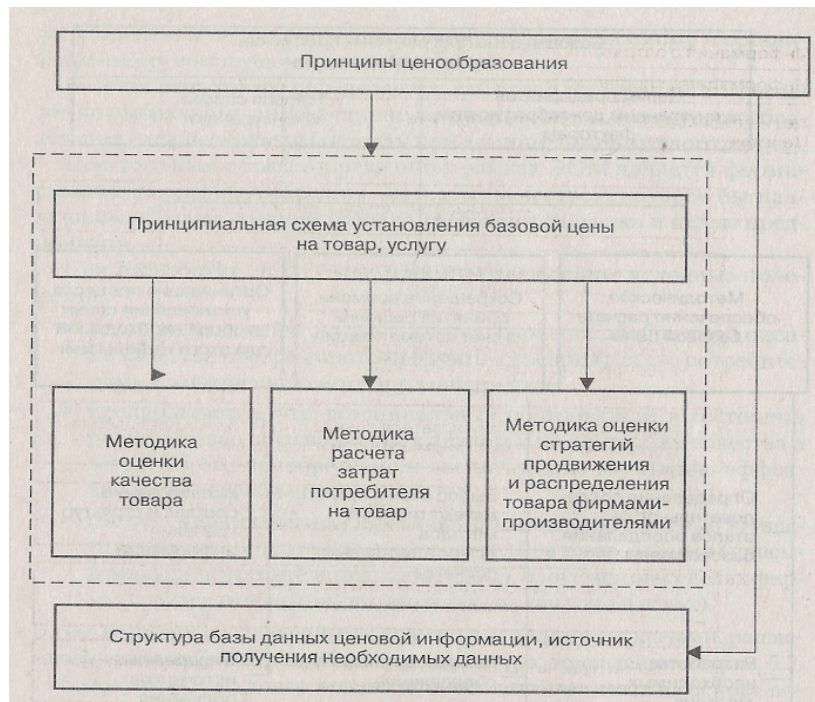 Принципы ценообразования
Принципиальная схема установления базовой цены
на товар, услугу
Методика
оценки
качества
товара
Методика
расчета
затрат
потребителя
на товар
Методика оценки
стратегий
продвижения
и распределения
товара фирмами-
производителями
Структура базы данных ценовой информации, источник
получения необходимых данных